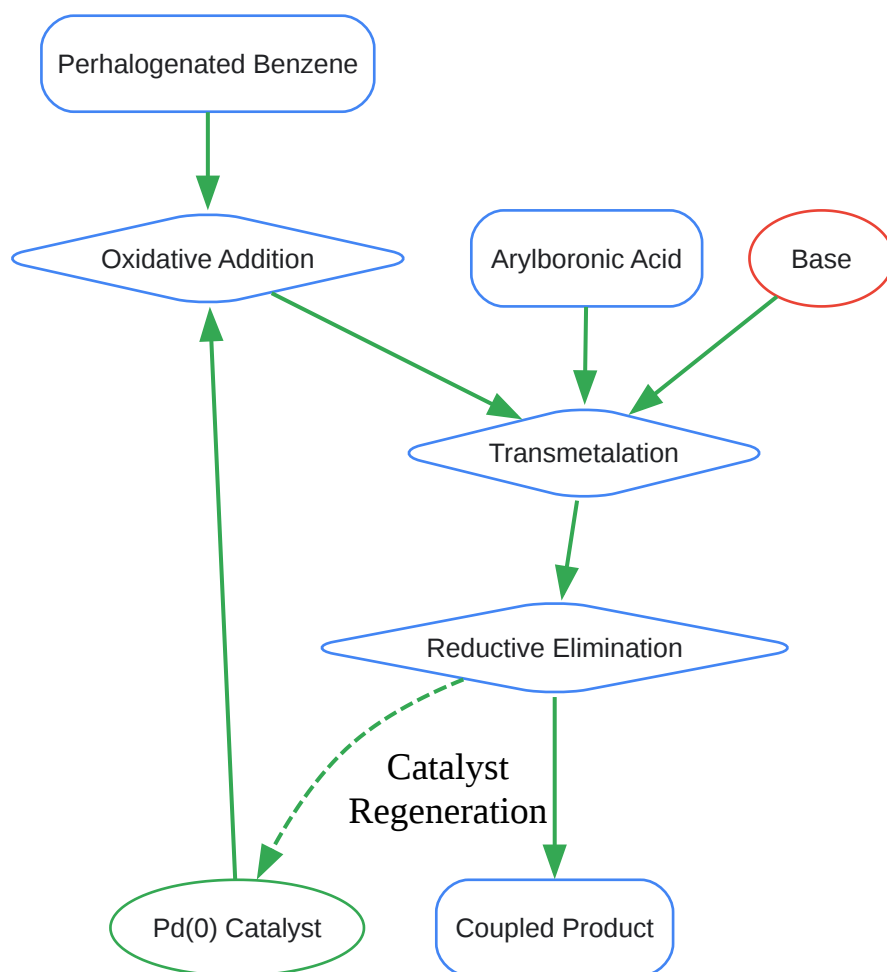 Perhalogenated Benzene
Oxidative Addition
Arylboronic Acid
Base
Transmetalation
Reductive Elimination
Catalyst
Regeneration
Pd(0) Catalyst
Coupled Product